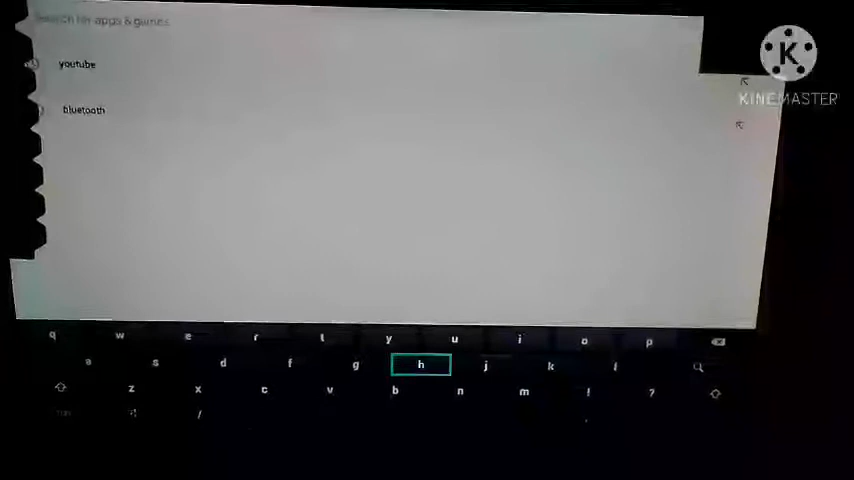 Search for apps & games
youtube
bluetooth
K
KINEMASTER
q w e r t y u i o p
a s d f g h j k l
z x c v b n m ! ?
/